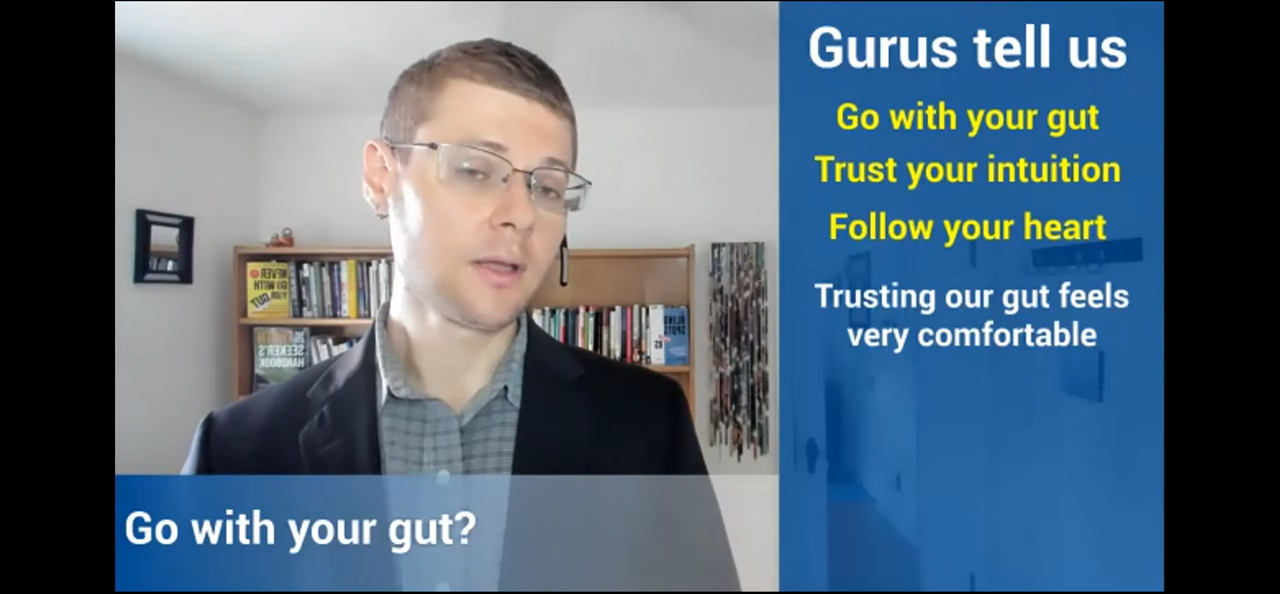 Gurus tell us
Go with your gut
Trust your intuition
Follow your heart
Trusting our gut feels
very comfortable
Go with your gut?
NEVER
GO WITH
YOUR GUT
SEEKER'S
HANDBOOK
BLIND
SPOTS